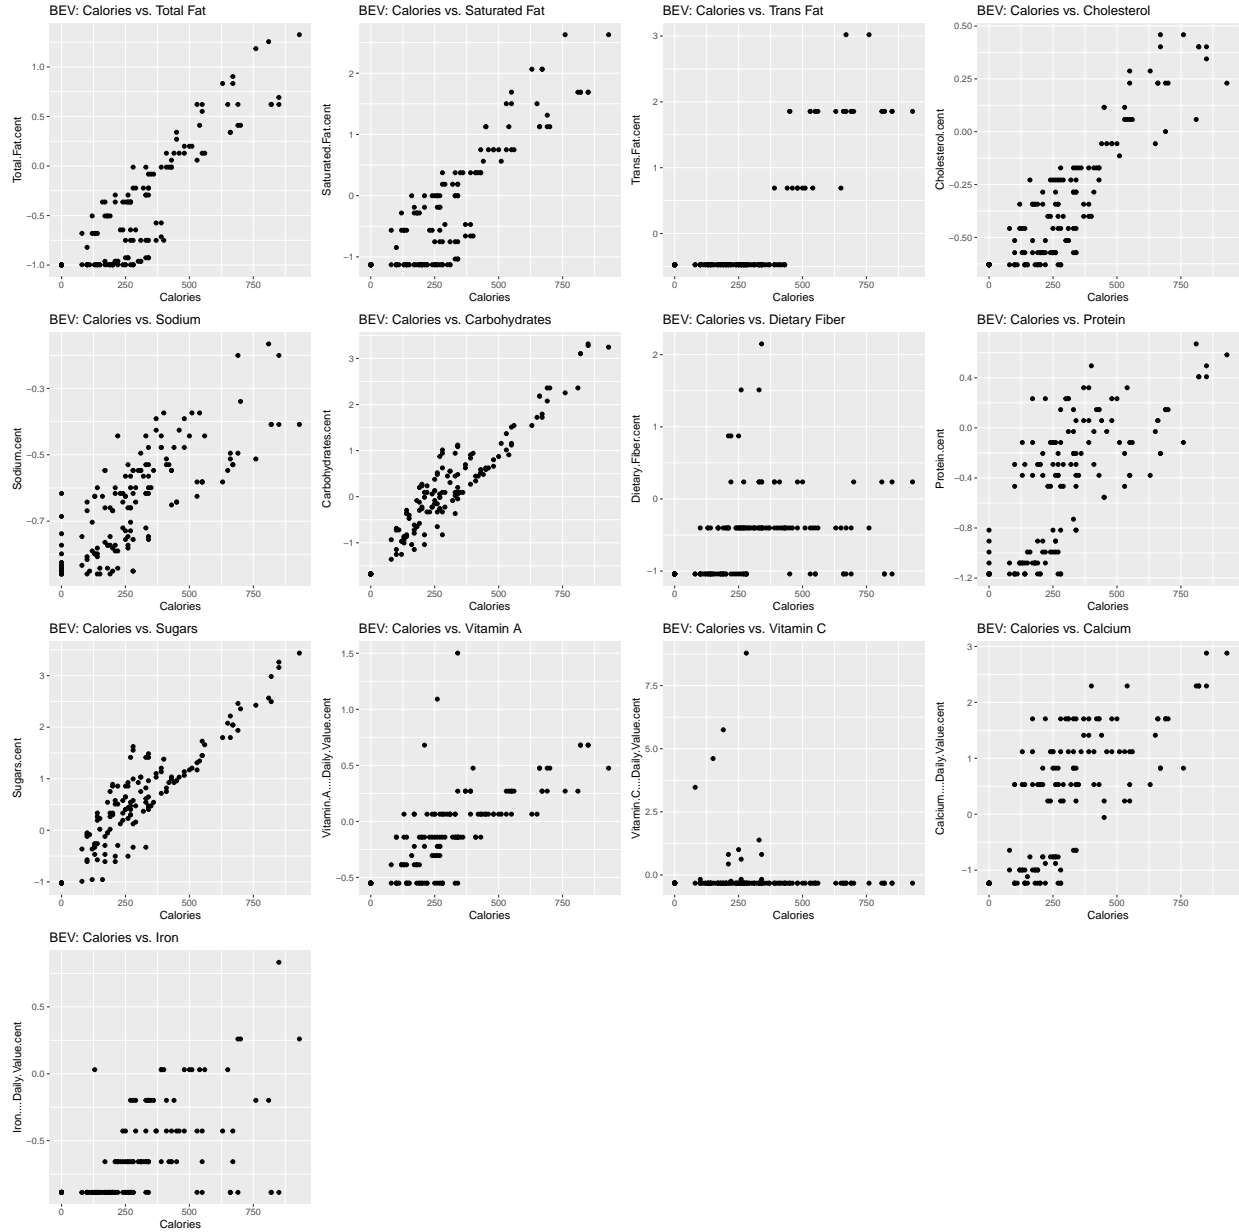 BEV: Calories vs. Total Fat
Total.Fat.cent
1.0
0.5
0.0
−0.5
−1.0
0 250 500 750
Calories
BEV: Calories vs. Saturated Fat
Saturated.Fat.cent
2
1
0
−1
0 250 500 750
Calories
BEV: Calories vs. Trans Fat
Trans.Fat.cent
3
2
1
0
0 250 500 750
Calories
BEV: Calories vs. Cholesterol
Cholesterol.cent
0.50
0.25
0.00
−0.25
−0.50
0 250 500 750
Calories
BEV: Calories vs. Sodium
Sodium.cent
−0.3
−0.5
−0.7
0 250 500 750
Calories
BEV: Calories vs. Carbohydrates
Carbohydrates.cent
3
2
1
0
−1
0 250 500 750
Calories
BEV: Calories vs. Dietary Fiber
Dietary.Fiber.cent
2
1
0
−1
0 250 500 750
Calories
BEV: Calories vs. Protein
Protein.cent
0.4
0.0
−0.4
−0.8
−1.2
0 250 500 750
Calories
BEV: Calories vs. Sugars
Sugars.cent
3
2
1
0
−1
0 250 500 750
Calories
BEV: Calories vs. Vitamin A
Vitamin.A....Daily.Value.cent
1.5
1.0
0.5
0.0
−0.5
0 250 500 750
Calories
BEV: Calories vs. Vitamin C
Vitamin.C....Daily.Value.cent
7.5
5.0
2.5
0.0
0 250 500 750
Calories
BEV: Calories vs. Calcium
Calcium....Daily.Value.cent
3
2
1
0
−1
0 250 500 750
Calories
BEV: Calories vs. Iron
Iron....Daily.Value.cent
0.5
0.0
−0.5
0 250 500 750
Calories